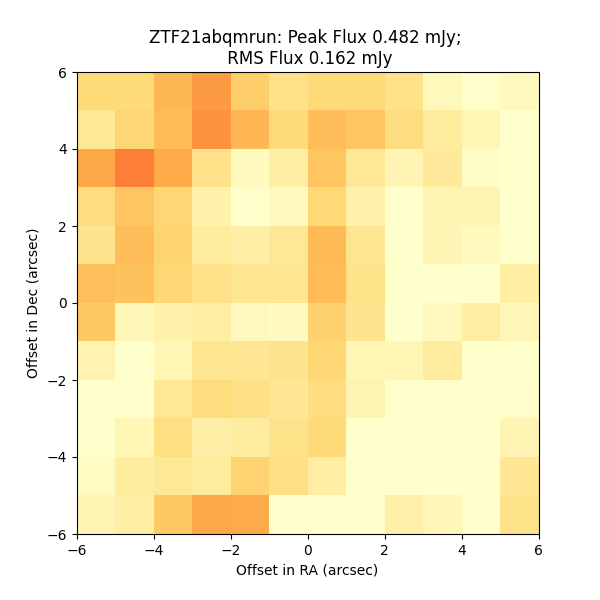 ZTF21abqmrun: Peak Flux 0.482 mJy;
RMS Flux 0.162 mJy
6
4
2
0
−2
−4
−6
Offset in Dec (arcsec)
−6 −4 −2 0 2 4 6
Offset in RA (arcsec)